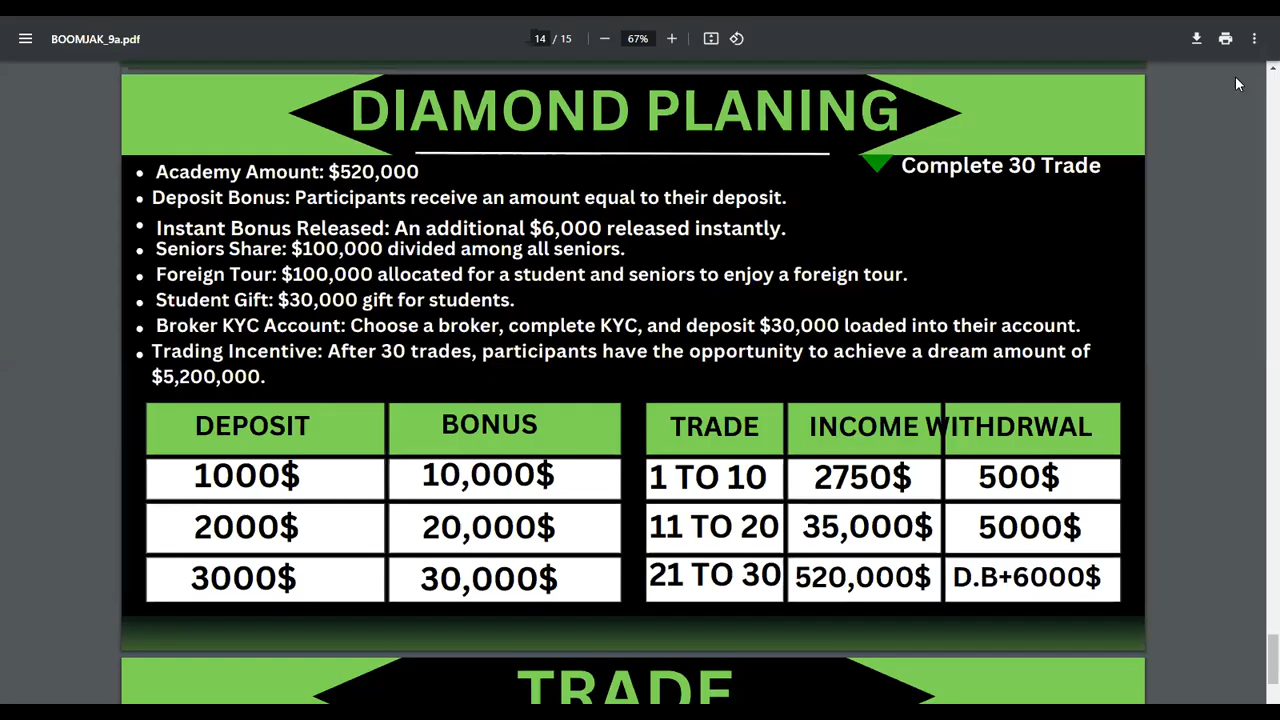 BOOMJAK_9a.pdf
14 / 15
67%
DIAMOND PLANING
Complete 30 Trade
• Academy Amount: $520,000
• Deposit Bonus: Participants receive an amount equal to their deposit.
• Instant Bonus Released: An additional $6,000 released instantly.
• Seniors Share: $100,000 divided among all seniors.
• Foreign Tour: $100,000 allocated for a student and seniors to enjoy a foreign tour.
• Student Gift: $30,000 gift for students.
• Broker KYC Account: Choose a broker, complete KYC, and deposit $30,000 loaded into their account.
• Trading Incentive: After 30 trades, participants have the opportunity to achieve a dream amount of
$5,200,000.
DEPOSIT BONUS
1000$ 10,000$
2000$ 20,000$
3000$ 30,000$
TRADE INCOME WITHDRWAL
1 TO 10 2750$ 500$
11 TO 20 35,000$ 5000$
21 TO 30 520,000$ D.B+6000$
TRADE